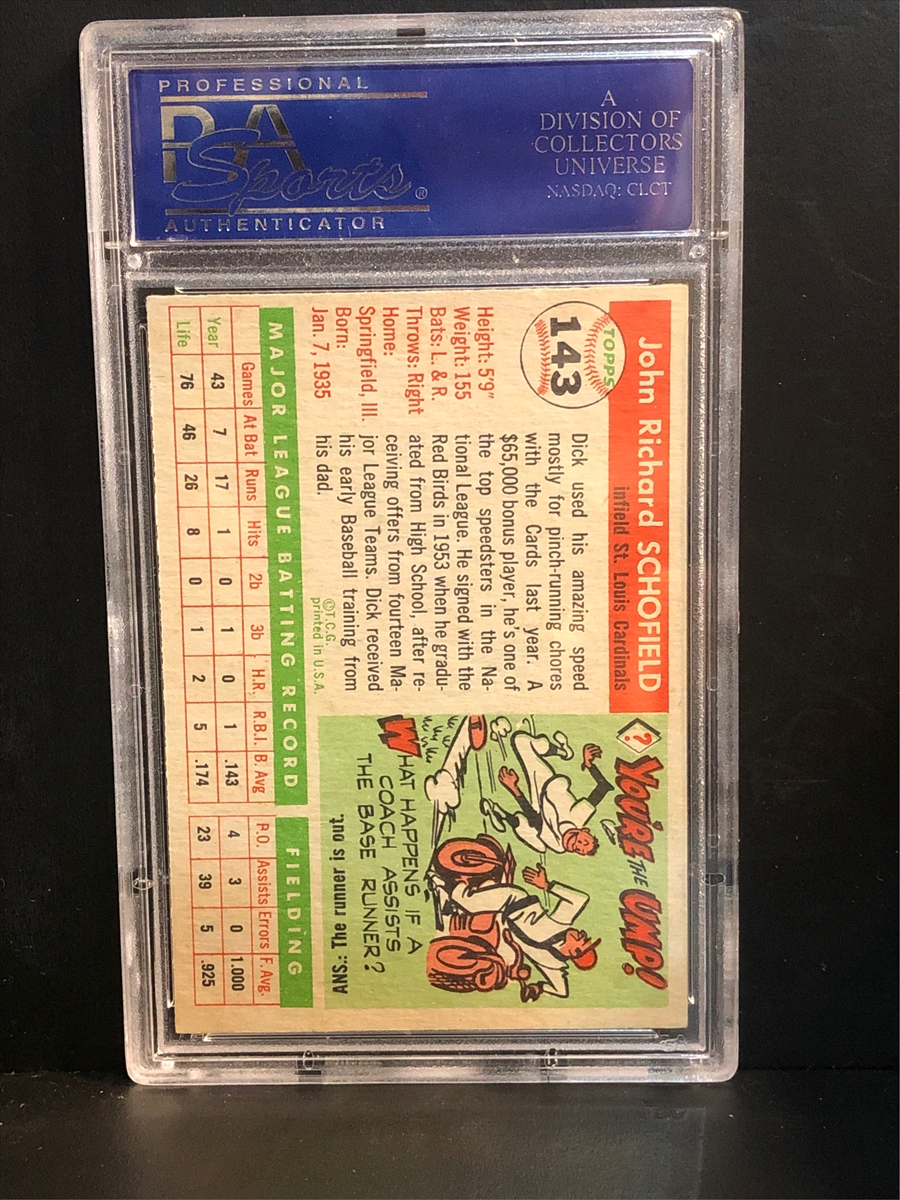 PROFESSIONAL
PSA
Sports®
AUTHENTICATOR
A
DIVISION OF
COLLECTORS
UNIVERSE
NASDAQ: CLCT
TOPPS
143
John Richard SCHOFIELD
infield St. Louis Cardinals
Height: 5'9"
Weight: 155
Bats: L. & R.
Throws: Right
Home:
Springfield, Ill.
Born:
Jan. 7, 1935
Dick used his amazing speed
mostly for pinch-running chores
with the Cards last year. A
$65,000 bonus player, he's one of
the top speedsters in the Na-
tional League. He signed with the
Red Birds in 1953 when he gradu-
ated from High School, after re-
ceiving offers from fourteen Ma-
jor League Teams. Dick received
his early Baseball training from
his dad.
©T.C.G.
printed in U.S.A.
? YOU'RE THE UMP!
WHAT HAPPENS IF A
COACH ASSISTS
THE BASE RUNNER?
ANS.: The runner is out.
MAJOR LEAGUE BATTING RECORD FIELDING
Games At Bat Runs Hits 2b 3b H.R. R.B.I. B. Avg P.O. Assists Errors F. Avg.
Year 43 7 17 1 0 1 0 1 .143 4 3 0 1.000
Life 76 46 26 8 0 1 2 5 .174 23 39 5 .925